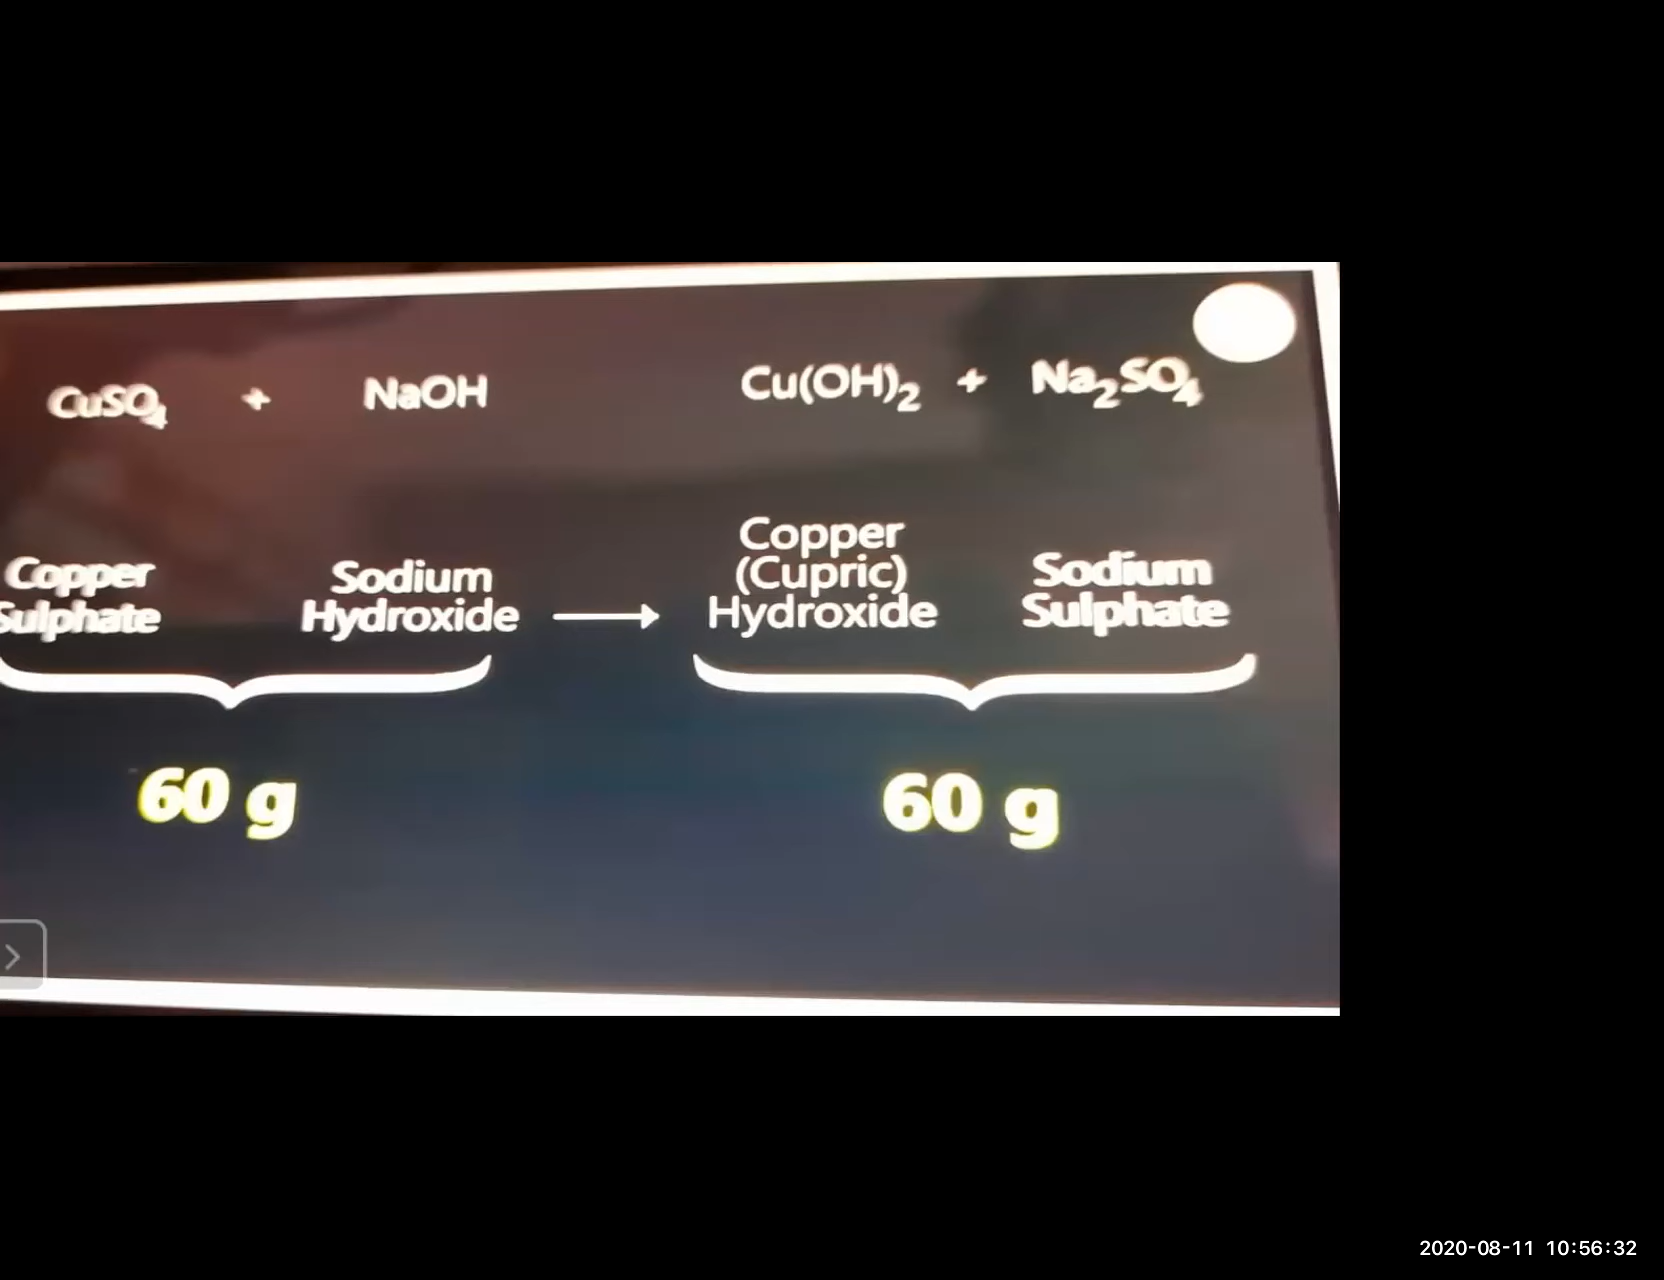 CuSO₄ + NaOH Cu(OH)₂ + Na₂SO₄
Copper
Sulphate
Sodium
Hydroxide
Copper
(Cupric)
Hydroxide
Sodium
Sulphate
60 g
60 g
2020-08-11 10:56:32